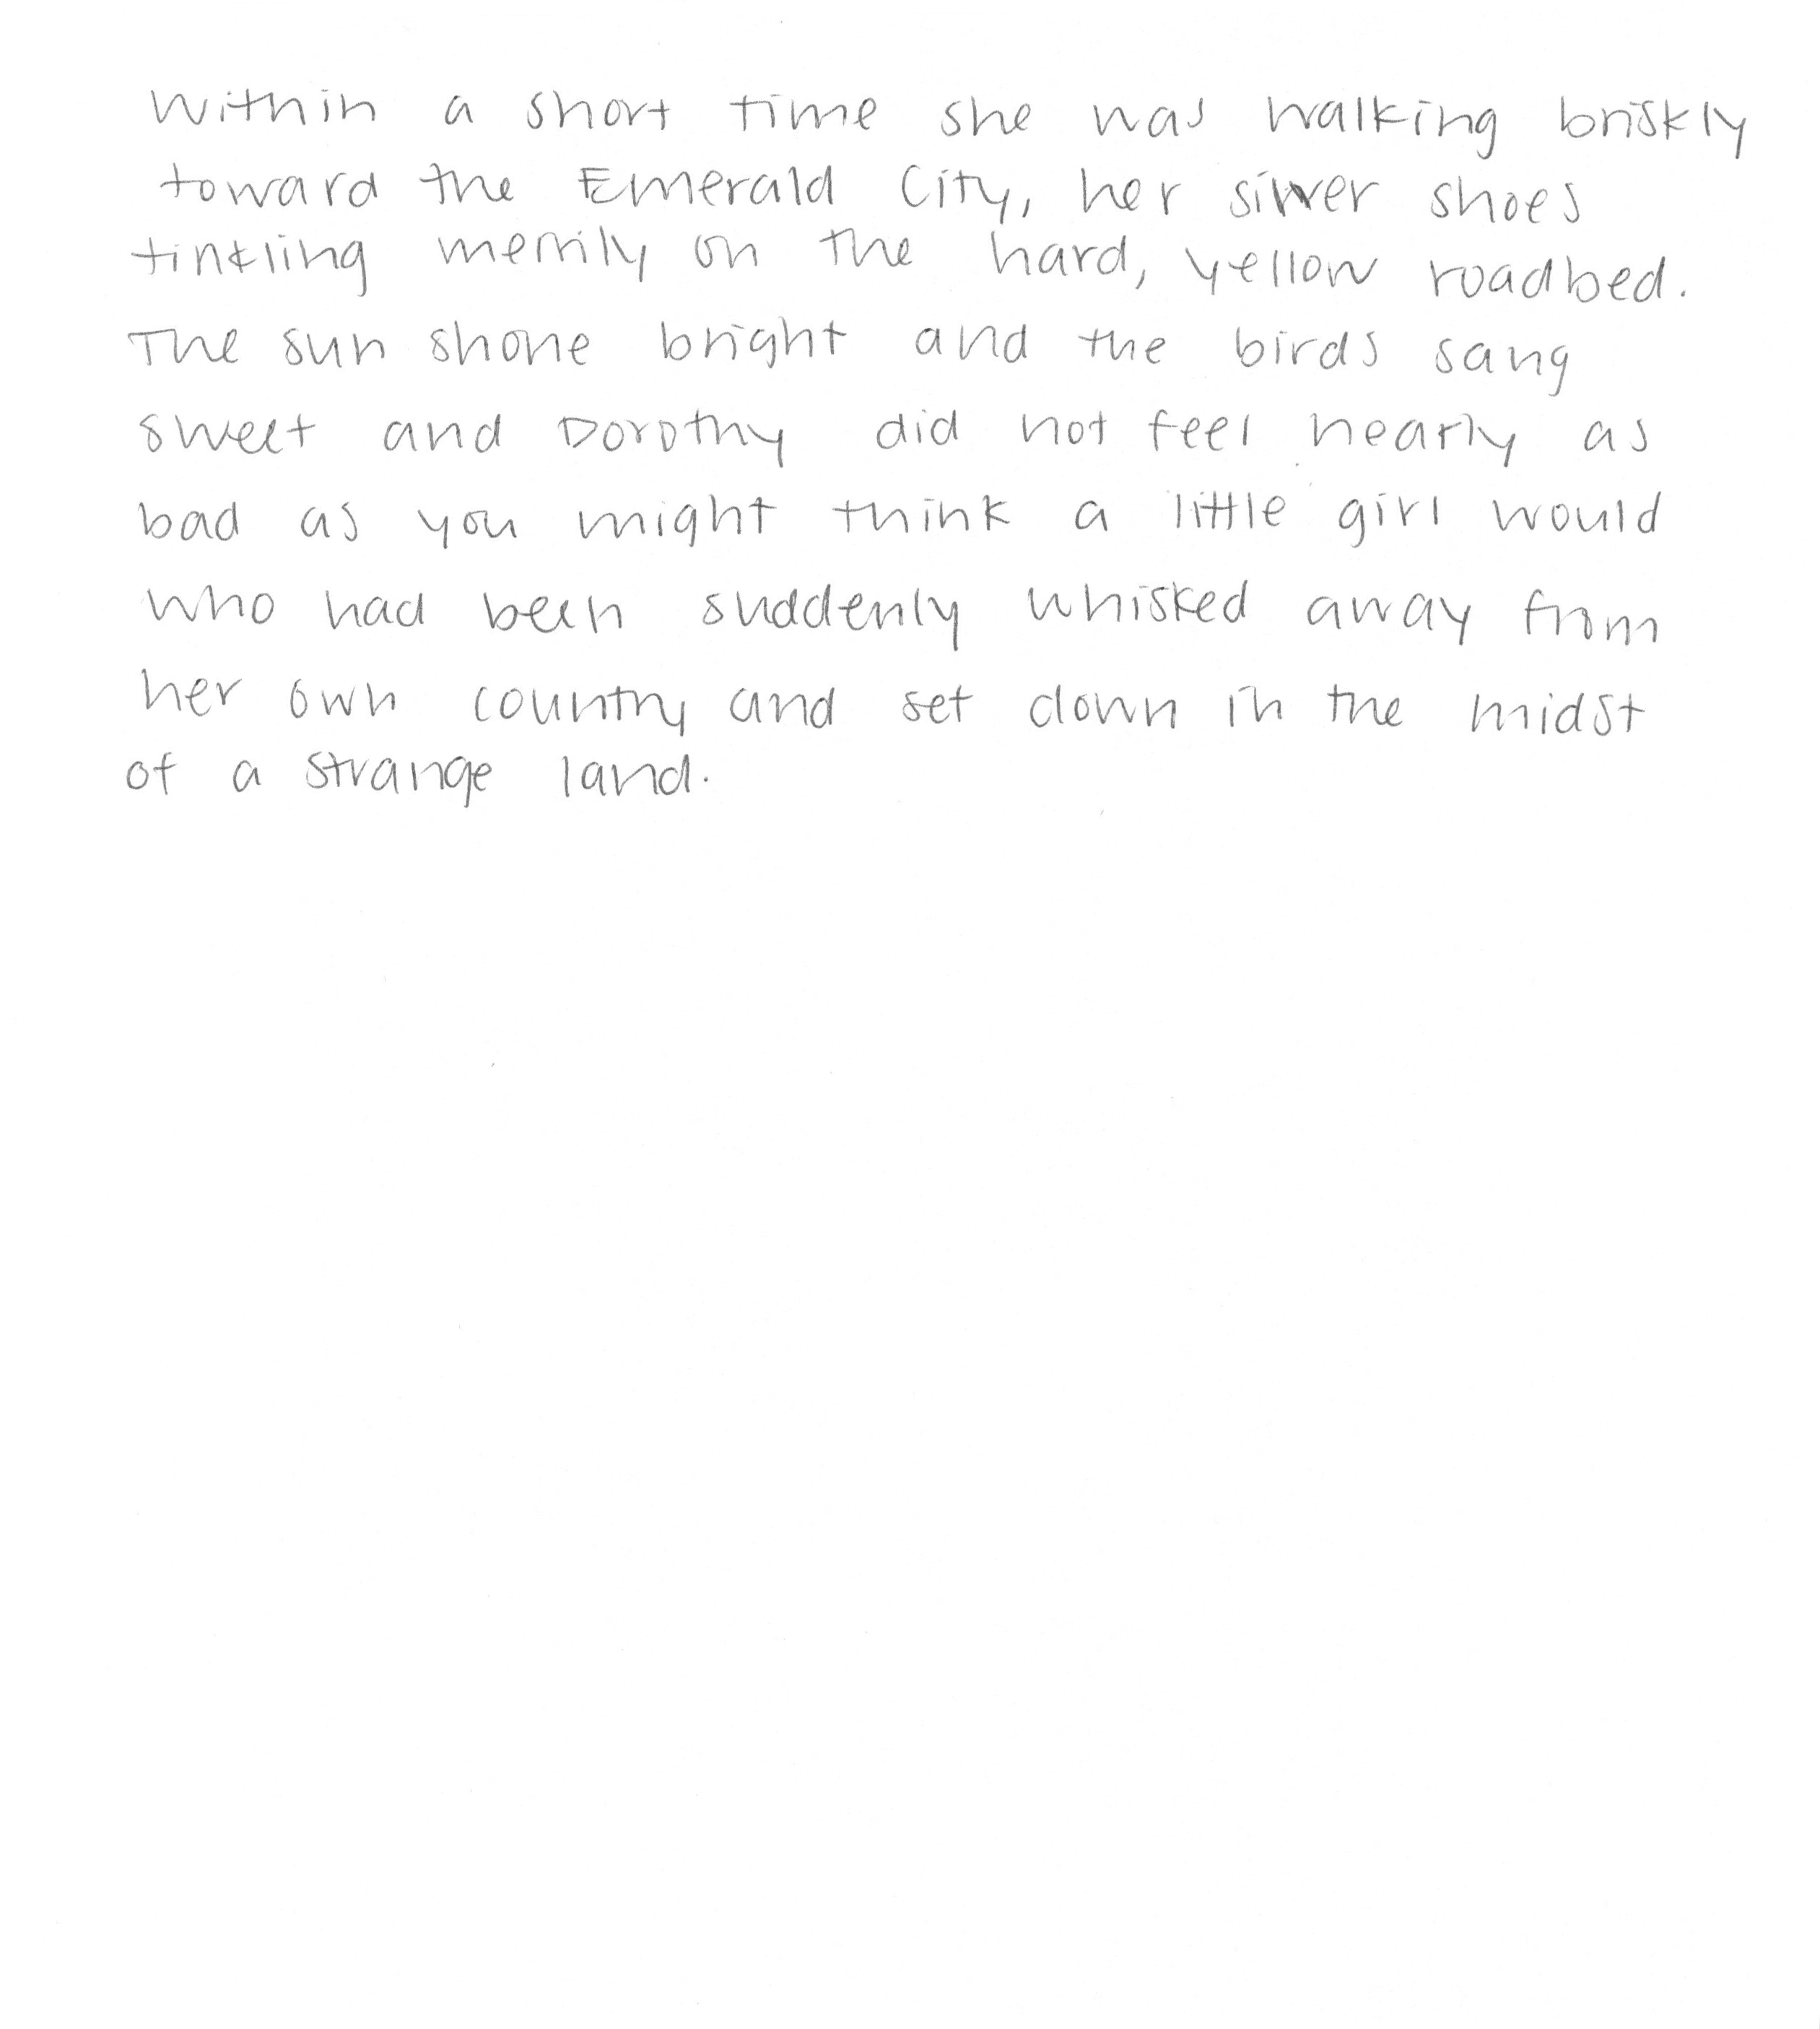 Within a short time she was walking briskly
toward the Emerald City, her silver shoes
tinkling merrily on the hard, yellow roadbed.
The sun shone bright and the birds sang
sweet and Dorothy did not feel nearly as
bad as you might think a little girl would
who had been suddenly whisked away from
her own country and set down in the midst
of a strange land.